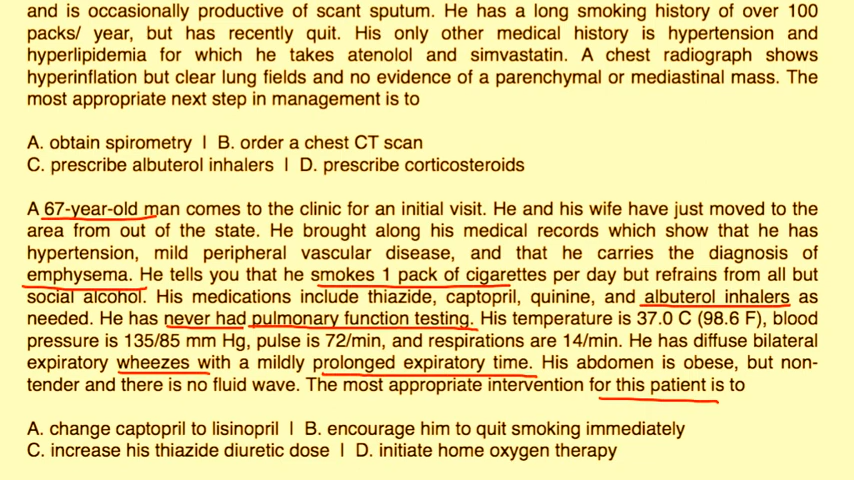 and is occasionally productive of scant sputum. He has a long smoking history of over 100
packs/ year, but has recently quit. His only other medical history is hypertension and
hyperlipidemia for which he takes atenolol and simvastatin. A chest radiograph shows
hyperinflation but clear lung fields and no evidence of a parenchymal or mediastinal mass. The
most appropriate next step in management is to
A. obtain spirometry | B. order a chest CT scan
C. prescribe albuterol inhalers | D. prescribe corticosteroids
A 67-year-old man comes to the clinic for an initial visit. He and his wife have just moved to the
area from out of the state. He brought along his medical records which show that he has
hypertension, mild peripheral vascular disease, and that he carries the diagnosis of
emphysema. He tells you that he smokes 1 pack of cigarettes per day but refrains from all but
social alcohol. His medications include thiazide, captopril, quinine, and albuterol inhalers as
needed. He has never had pulmonary function testing. His temperature is 37.0 C (98.6 F), blood
pressure is 135/85 mm Hg, pulse is 72/min, and respirations are 14/min. He has diffuse bilateral
expiratory wheezes with a mildly prolonged expiratory time. His abdomen is obese, but non-
tender and there is no fluid wave. The most appropriate intervention for this patient is to
A. change captopril to lisinopril | B. encourage him to quit smoking immediately
C. increase his thiazide diuretic dose | D. initiate home oxygen therapy